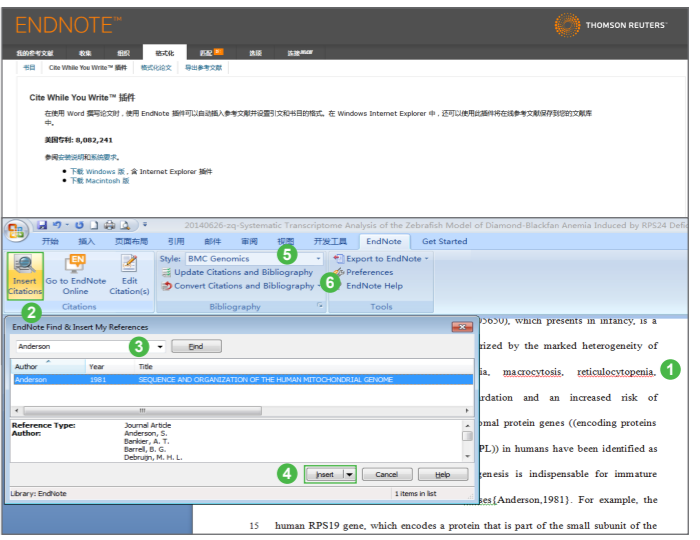 ENDNOTE™
THOMSON REUTERS™
我的参考文献 收集 组织 格式化 匹配 选项 连接
书目 Cite While You Write™ 插件 格式化论文 导出参考文献
Cite While You Write™ 插件
在使用 Word 撰写论文时，使用 EndNote 插件可以自动插入参考文献并设置引文和书目的格式。在 Windows Internet Explorer 中，还可以使用此插件将在线参考文献保存到您的文献库
中。
美国专利: 8,082,241
参阅安装说明和系统要求。
• 下载 Windows 版，含 Internet Explorer 插件
• 下载 Macintosh 版
20140626-zq-Systematic Transcriptome Analysis of the Zebrafish Model of Diamond-Blackfan Anemia Induced by RPS24 Defic
开始 插入 页面布局 引用 邮件 审阅 视图 开发工具 EndNote Get Started
Insert Citations
EN
Go to EndNote Online
Edit Citation(s)
Citations
Style: BMC Genomics
Update Citations and Bibliography
Convert Citations and Bibliography
Bibliography
Export to EndNote
Preferences
EndNote Help
Tools
2
5
6
EndNote Find & Insert My References
Anderson
3
Find
Author Year Title
Anderson 1981 SEQUENCE AND ORGANIZATION OF THE HUMAN MITOCHONDRIAL GENOME
Reference Type: Journal Article
Author: Anderson, S.
Bankier, A. T.
Barrell, B. G.
Debruijn, M. H. L.
4
Insert Cancel Help
Library: EndNote 1 items in list
05650), which presents in infancy, is a
rized by the marked heterogeneity of
ia, macrocytosis, reticulocytopenia,
1
rdation and an increased risk of
omal protein genes ((encoding proteins
PL)) in humans have been identified as
genesis is indispensable for immature
ses{Anderson,1981}. For example, the
15 human RPS19 gene, which encodes a protein that is part of the small subunit of the